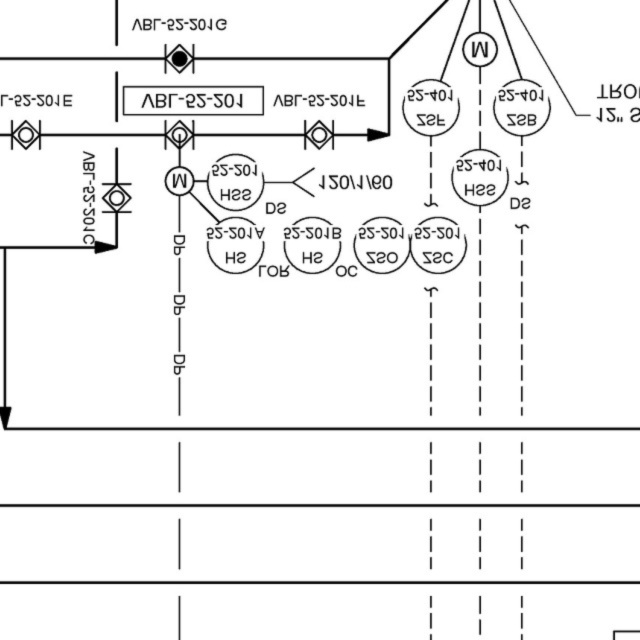 VBL-52-201G
L-52-201E
VBL-52-201
VBL-52-201F
52-401
ZSF
M
52-401
ZSB
TROU
12" S
VBL-52-201C
M
52-201
HSS
120/1/60
52-401
HSS
DS
DS
DP
52-201A
HS
LOR
52-201B
HS
OC
52-201
ZSO
52-201
ZSC
DP
DP